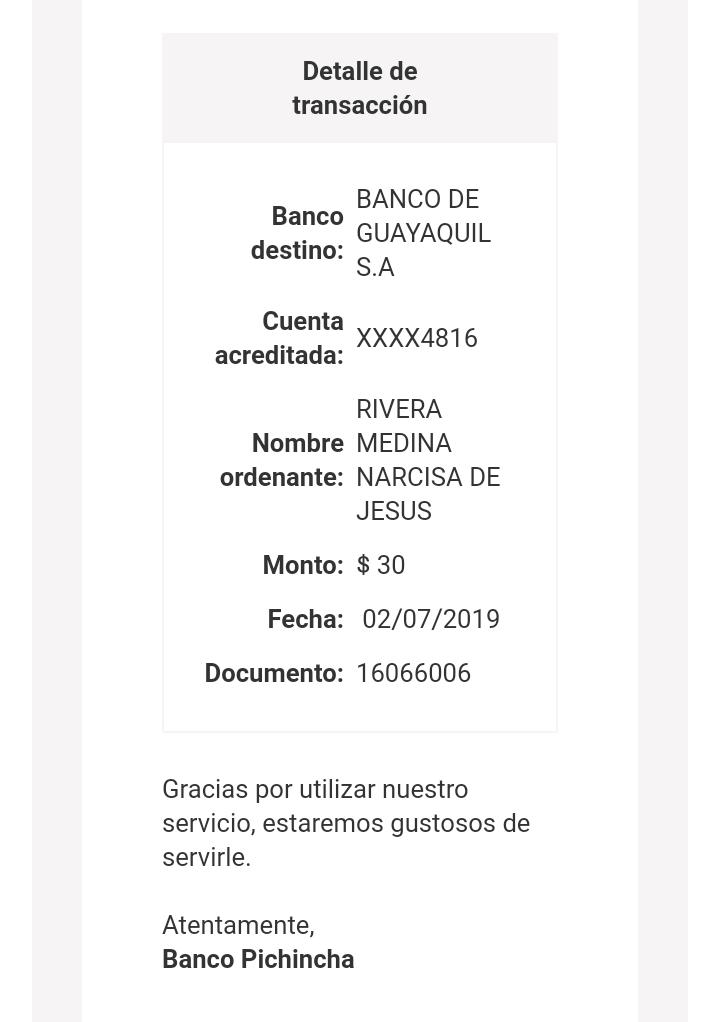 Detalle de
transacción
Banco
destino:
BANCO DE
GUAYAQUIL
S.A
Cuenta
acreditada:
XXXX4816
Nombre
ordenante:
RIVERA
MEDINA
NARCISA DE
JESUS
Monto: $ 30
Fecha: 02/07/2019
Documento: 16066006
Gracias por utilizar nuestro
servicio, estaremos gustosos de
servirle.
Atentamente,
Banco Pichincha